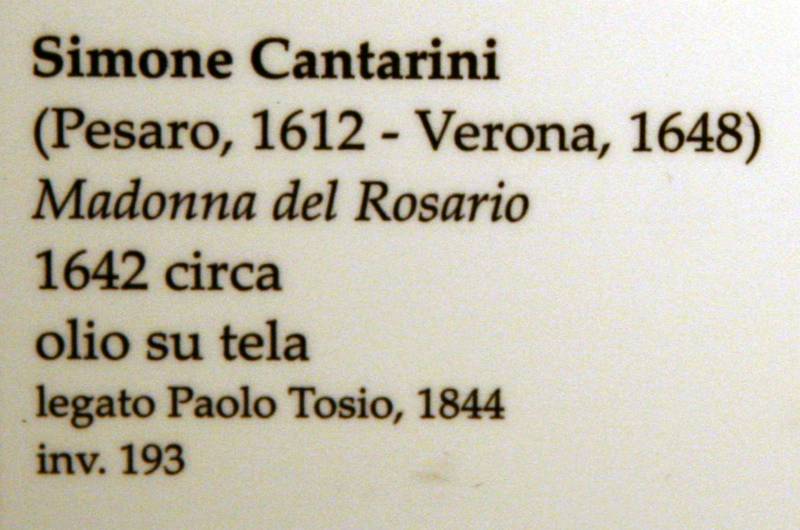 Simone Cantarini
(Pesaro, 1612 - Verona, 1648)
Madonna del Rosario
1642 circa
olio su tela
legato Paolo Tosio, 1844
inv. 193